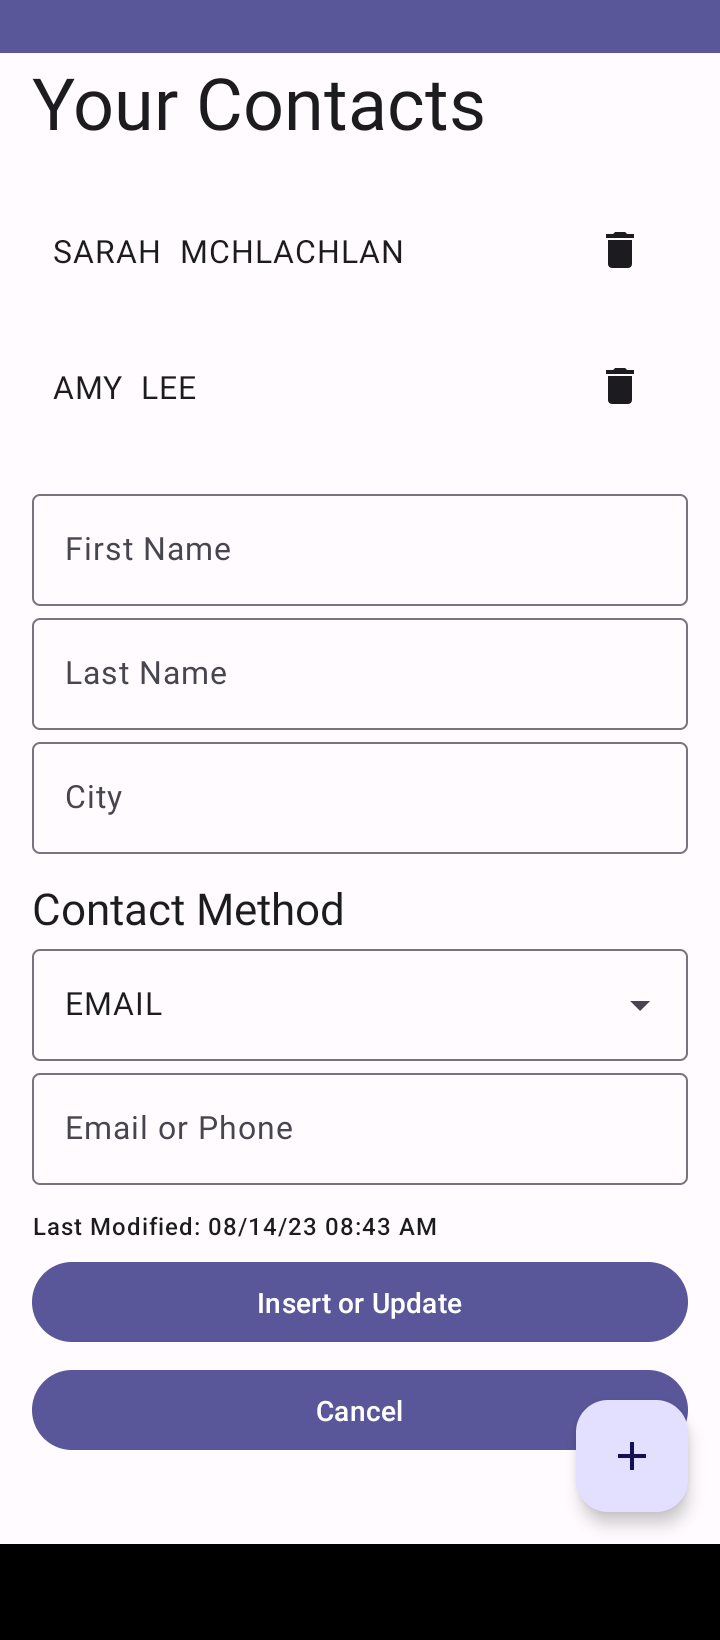 Your Contacts
SARAH MCHLACHLAN
AMY LEE
First Name
Last Name
City
Contact Method
EMAIL
Email or Phone
Last Modified: 08/14/23 08:43 AM
Insert or Update
Cancel
+